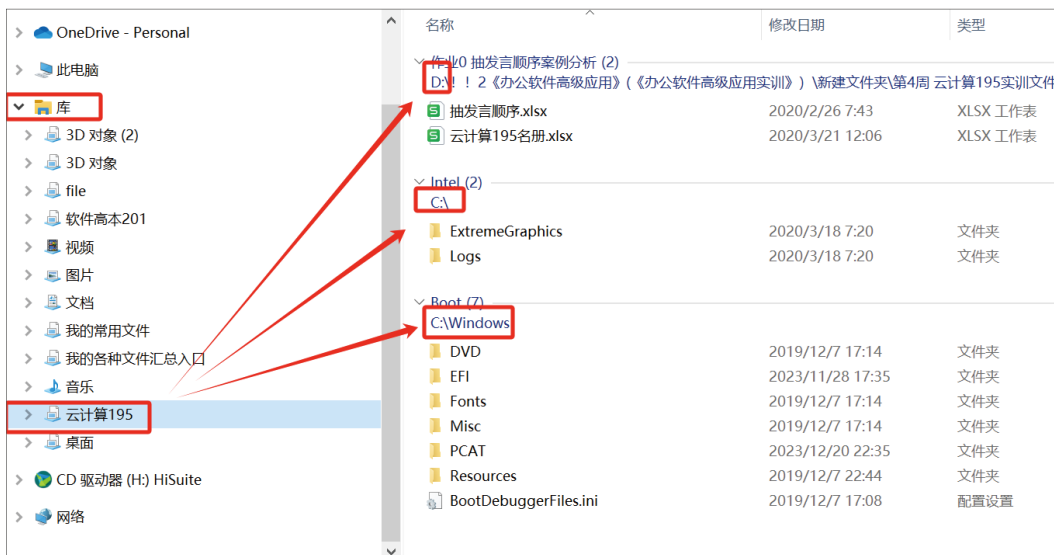 OneDrive - Personal
此电脑
库
3D 对象 (2)
3D 对象
file
软件高本201
视频
图片
文档
我的常用文件
我的各种文件汇总入口
音乐
云计算195
桌面
CD 驱动器 (H:) HiSuite
网络
名称 修改日期 类型
作业0 抽发言顺序案例分析 (2)
D:\！！2《办公软件高级应用》(《办公软件高级应用实训》) \新建文件夹\第4周 云计算195实训文件
抽发言顺序.xlsx 2020/2/26 7:43 XLSX 工作表
云计算195名册.xlsx 2020/3/21 12:06 XLSX 工作表
Intel (2)
C:\
ExtremeGraphics 2020/3/18 7:20 文件夹
Logs 2020/3/18 7:20 文件夹
Boot (7)
C:\Windows
DVD 2019/12/7 17:14 文件夹
EFI 2023/11/28 17:35 文件夹
Fonts 2019/12/7 17:14 文件夹
Misc 2019/12/7 17:14 文件夹
PCAT 2023/12/20 22:35 文件夹
Resources 2019/12/7 22:44 文件夹
BootDebuggerFiles.ini 2019/12/7 17:08 配置设置